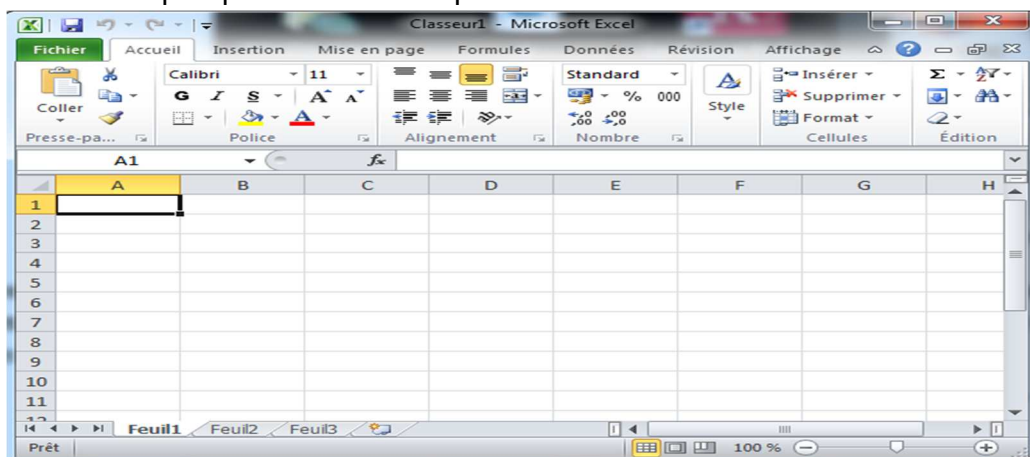 Classeur1 - Microsoft Excel
Fichier Accueil Insertion Mise en page Formules Données Révision Affichage
Calibri 11 Standard Insérer
Coller G I S A A % 000 Style Supprimer
A ,00 ,00 Format
Presse-pa... Police Alignement Nombre Cellules Édition
A1 fx
A B C D E F G H
1
2
3
4
5
6
7
8
9
10
11
Feuil1 Feuil2 Feuil3
Prêt 100 %